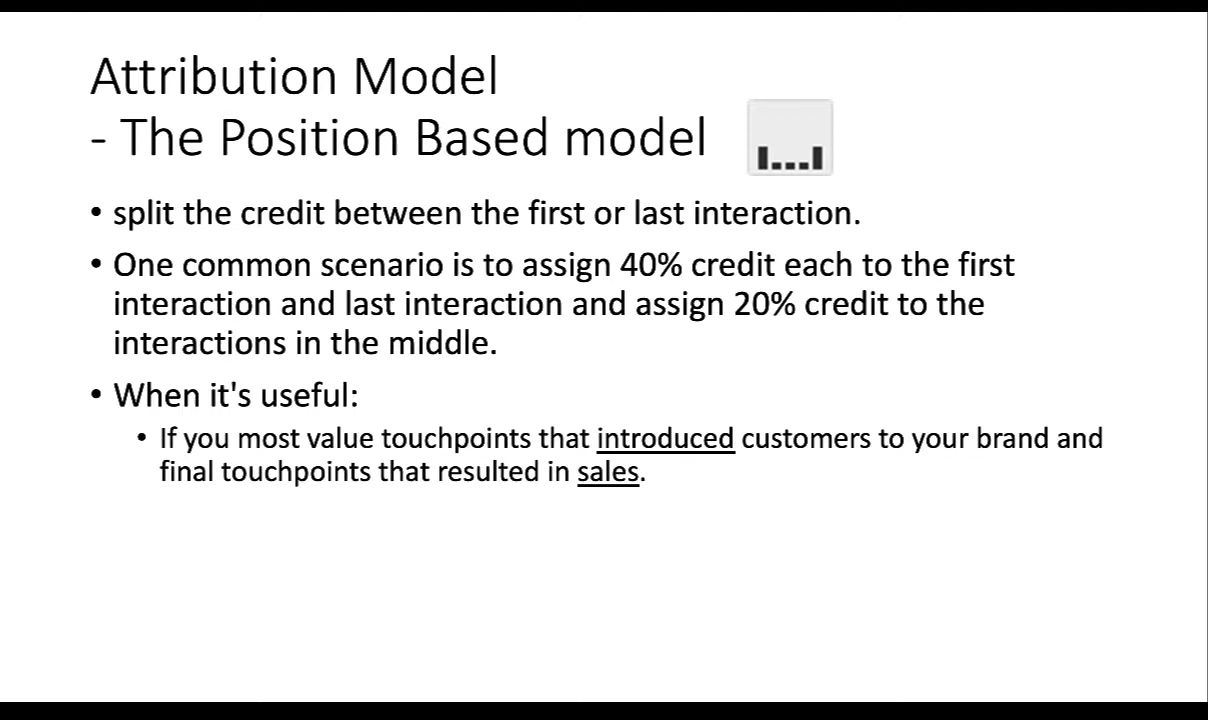 Attribution Model
- The Position Based model
• split the credit between the first or last interaction.
• One common scenario is to assign 40% credit each to the first
interaction and last interaction and assign 20% credit to the
interactions in the middle.
• When it's useful:
• If you most value touchpoints that introduced customers to your brand and
final touchpoints that resulted in sales.